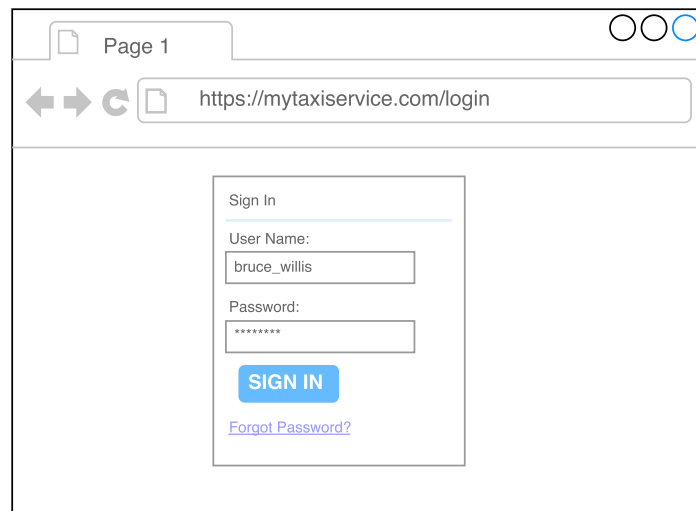 Page 1
https://mytaxiservice.com/login
Sign In
User Name:
bruce_willis
Password:
********
SIGN IN
Forgot Password?